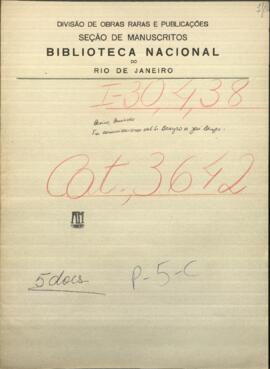 DIVISÃO DE OBRAS RARAS E PUBLICAÇÕES
SEÇÃO DE MANUSCRITOS
BIBLIOTECA NACIONAL
DO
RIO DE JANEIRO
I-30,4,38
Cat, 3642
5 docs
P-5-C